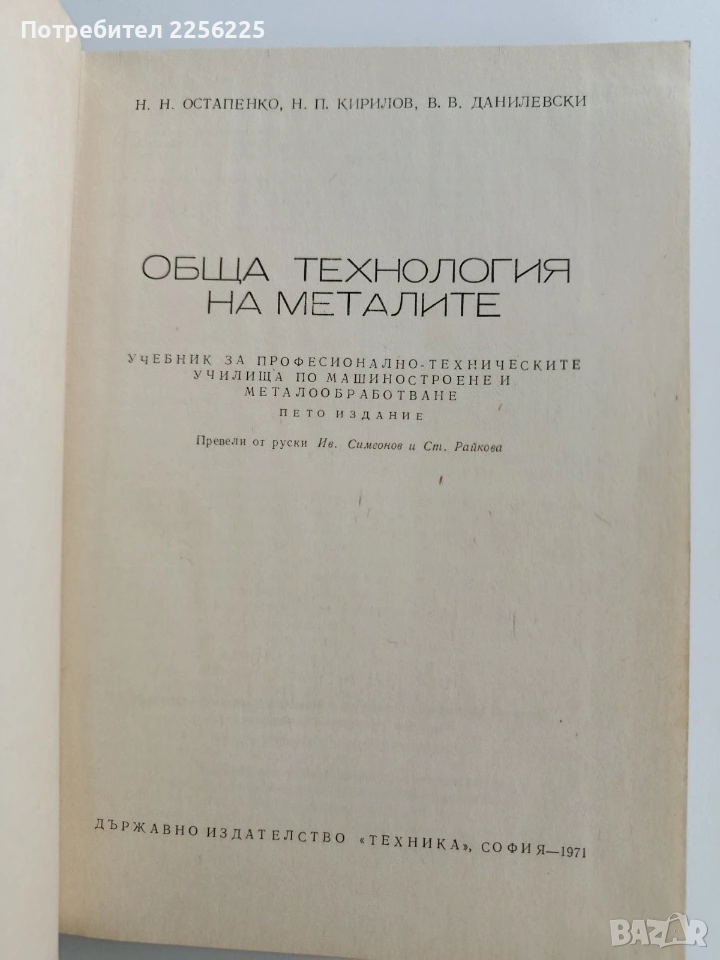 Потребител 2256225
Н. Н. ОСТАПЕНКО, Н. П. КИРИЛОВ, В. В. ДАНИЛЕВСКИ
ОБЩА ТЕХНОЛОГИЯ
НА МЕТАЛИТЕ
УЧЕБНИК ЗА ПРОФЕСИОНАЛНО-ТЕХНИЧЕСКИТЕ
УЧИЛИЩА ПО МАШИНОСТРОЕНЕ И
МЕТАЛООБРАБОТВАНЕ
ПЕТО ИЗДАНИЕ
Превели от руски Ив. Симеонов и Ст. Райкова
ДЪРЖАВНО ИЗДАТЕЛСТВО «ТЕХНИКА», СОФИЯ—1971
BAZAR